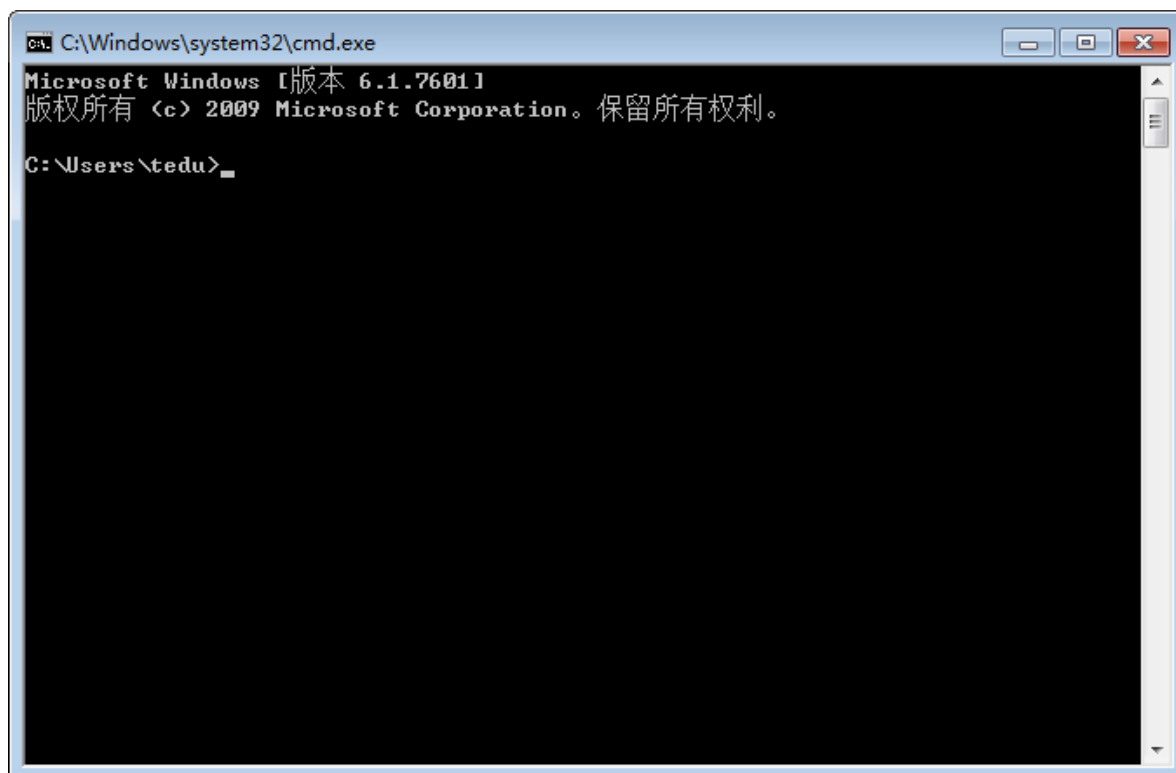 C:\Windows\system32\cmd.exe
Microsoft Windows [版本 6.1.7601]
版权所有 (c) 2009 Microsoft Corporation。保留所有权利。
C:\Users\tedu>_